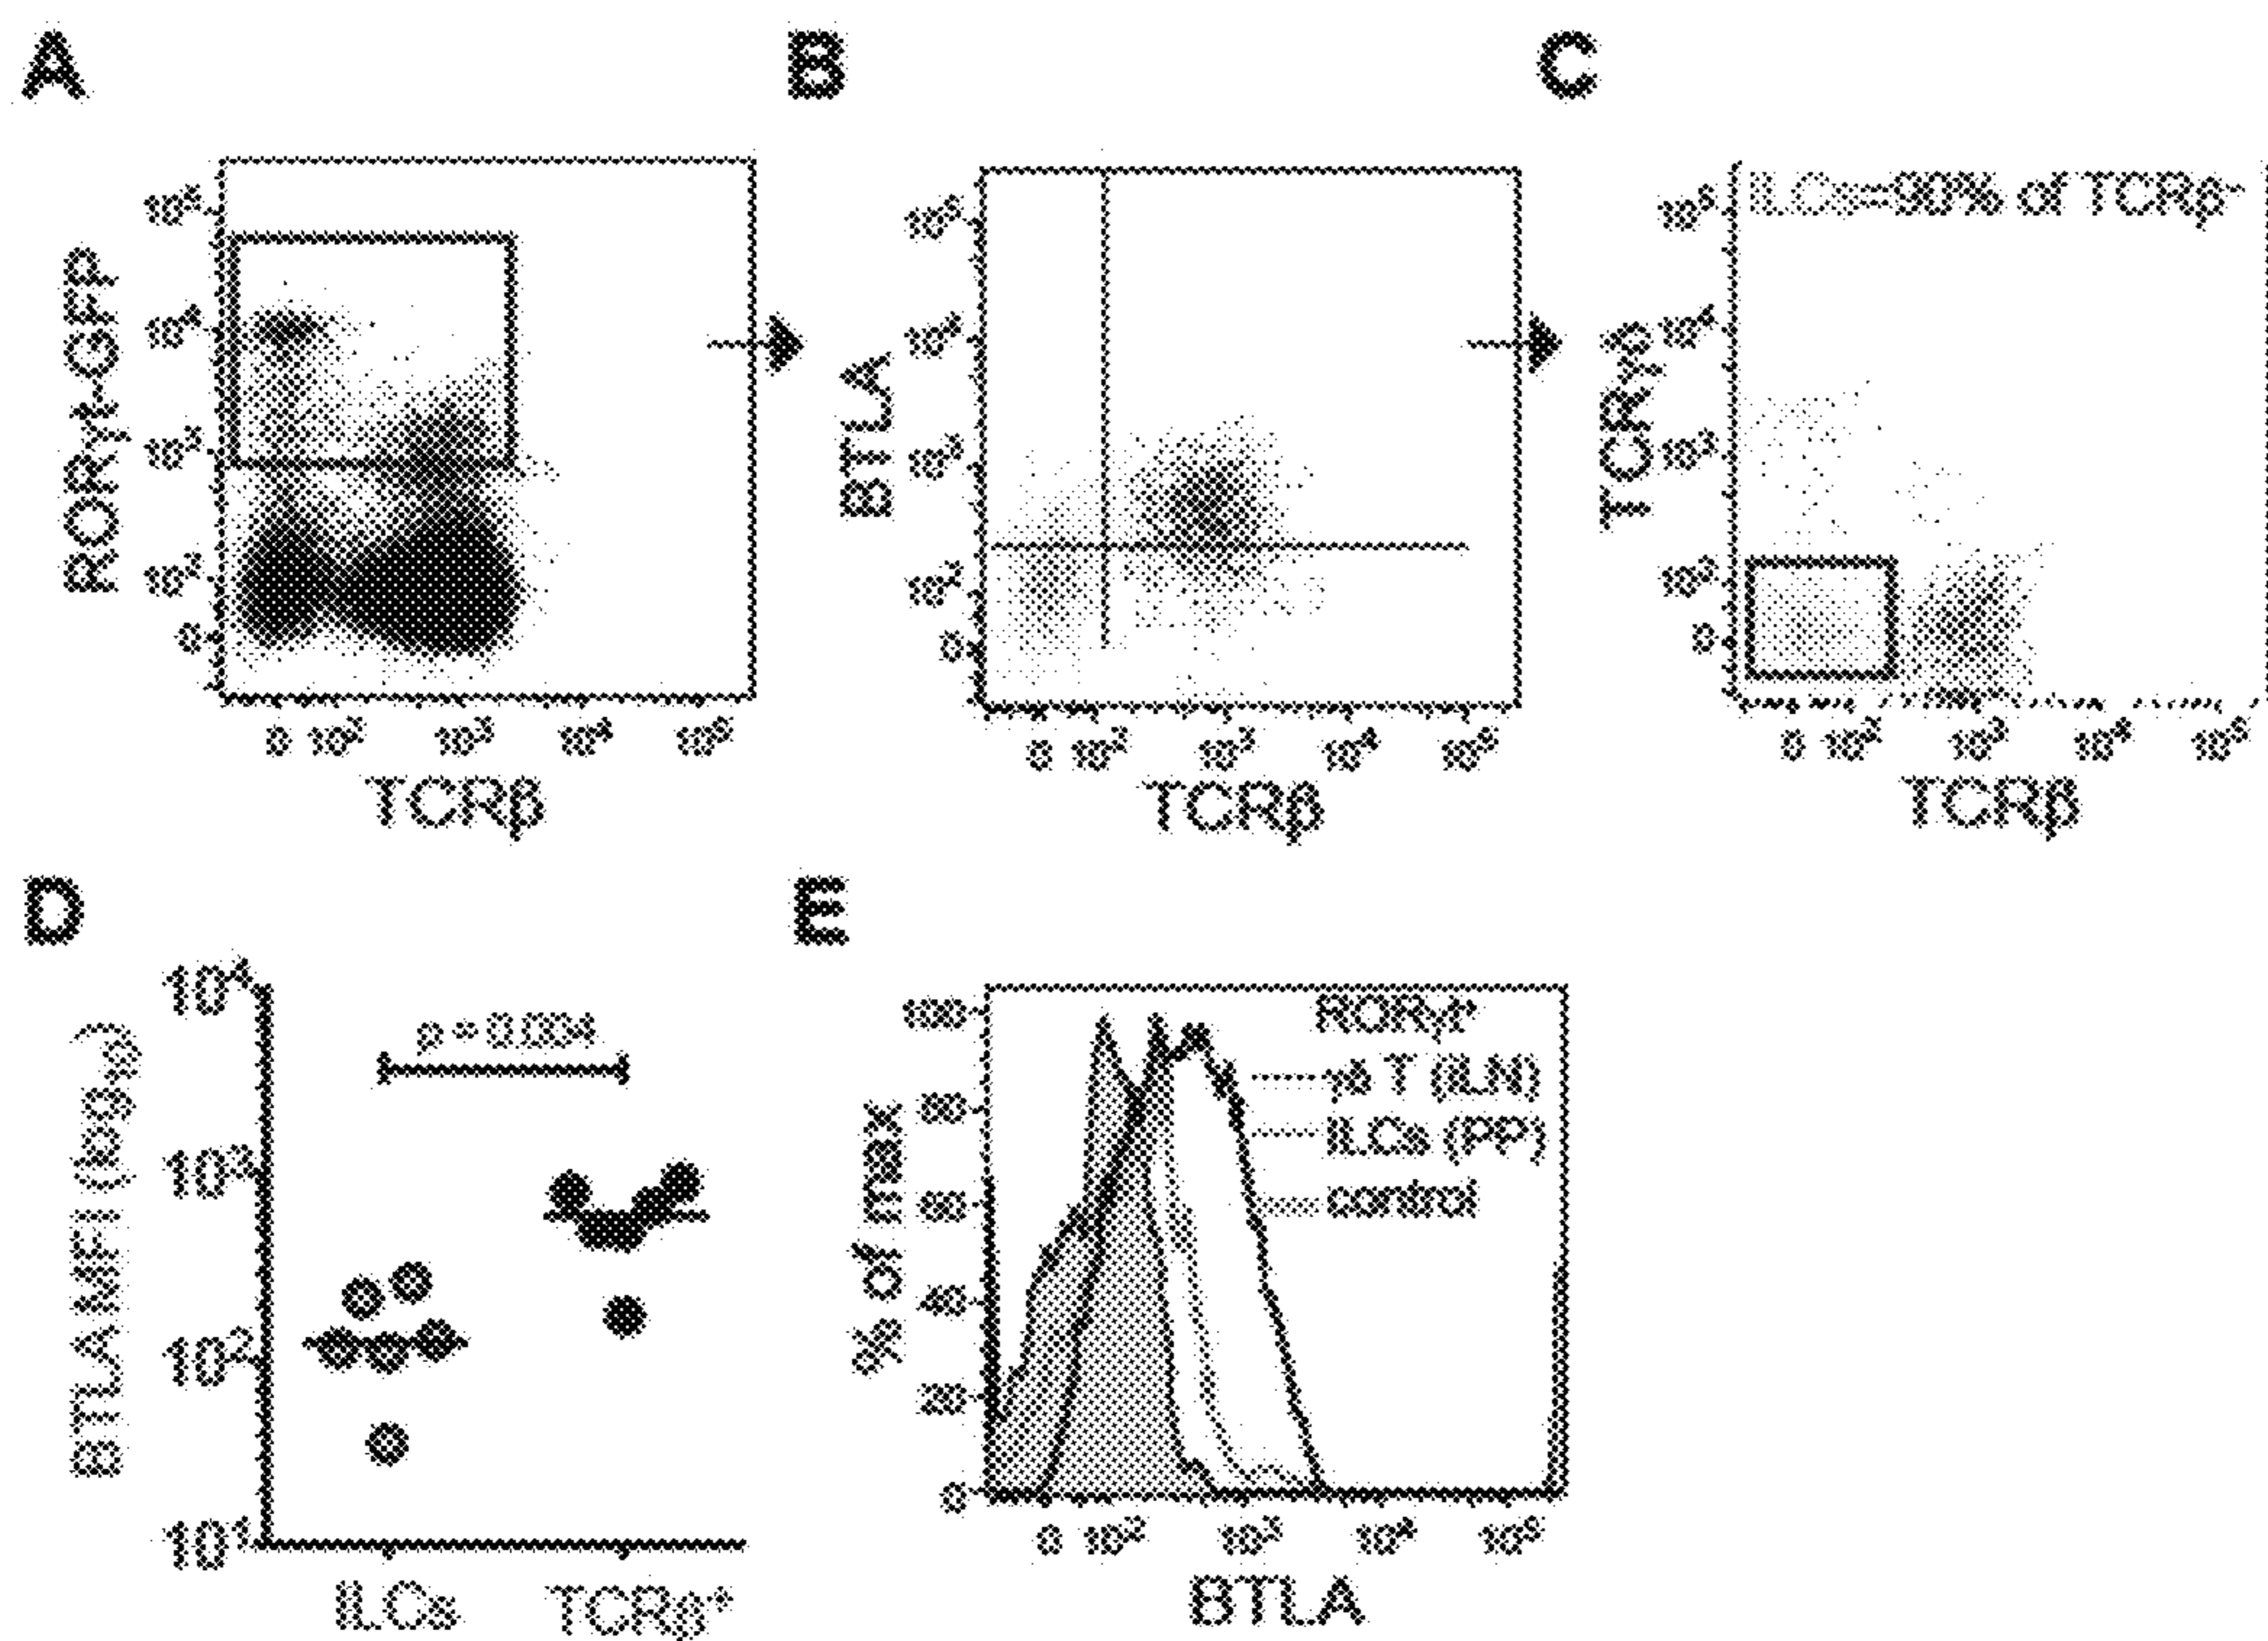 A
B
C
RORγt-GFP
10⁵
10⁴
10³
10²
0
0 10² 10³ 10⁴ 10⁵
TCRβ
BTLA
10⁵
10⁴
10³
10²
0
0 10² 10³ 10⁴ 10⁵
TCRβ
ILCs=90% of TCRβ⁻
TCRγδ
10⁵
10⁴
10³
10²
0
0 10² 10³ 10⁴ 10⁵
TCRβ
D
E
BTLA MFI (log₁₀)
10⁴
10³
10²
10¹
ILCs TCRβ⁺
% of max
100
80
60
40
20
0
RORγt⁺
γδ T (iLN)
ILCs (PP)
control
0 10² 10³ 10⁴ 10⁵
BTLA